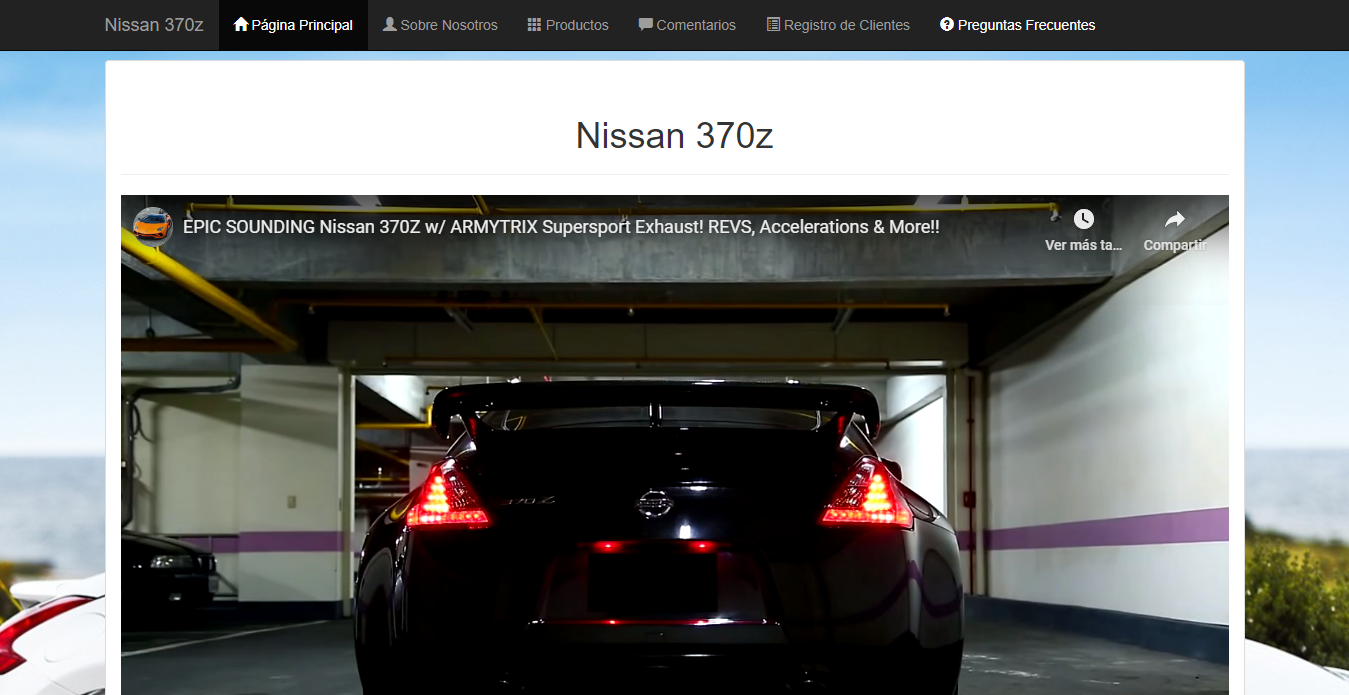 Nissan 370z Página Principal Sobre Nosotros Productos Comentarios Registro de Clientes Preguntas Frecuentes
Nissan 370z
EPIC SOUNDING Nissan 370Z w/ ARMYTRIX Supersport Exhaust! REVS, Accelerations & More!!
Ver más ta...
Compartir
370Z